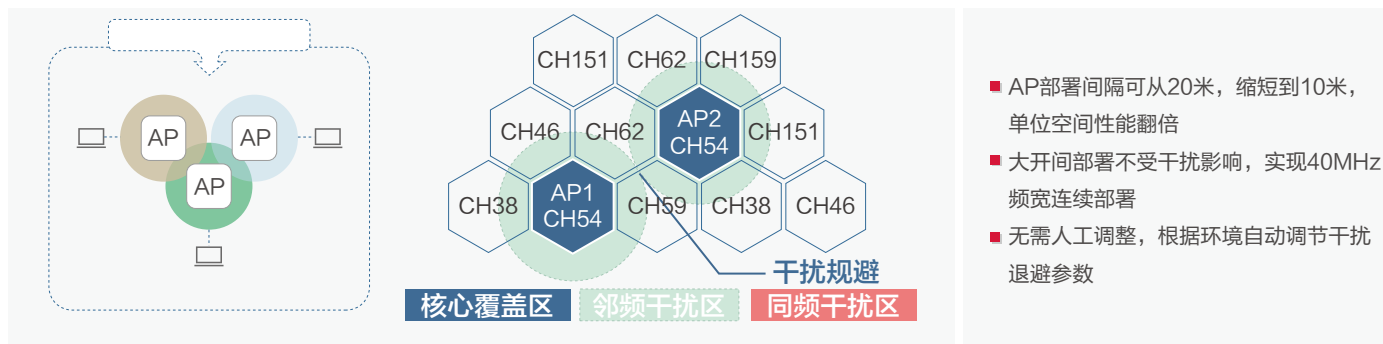 AP
AP
AP
CH151
CH62
CH159
CH46
CH62
AP2
CH54
CH151
CH38
AP1
CH54
CH59
CH38
CH46
干扰规避
核心覆盖区
邻频干扰区
同频干扰区
AP部署间隔可从20米，缩短到10米，
单位空间性能翻倍
大开间部署不受干扰影响，实现40MHz
频宽连续部署
无需人工调整，根据环境自动调节干扰
退避参数